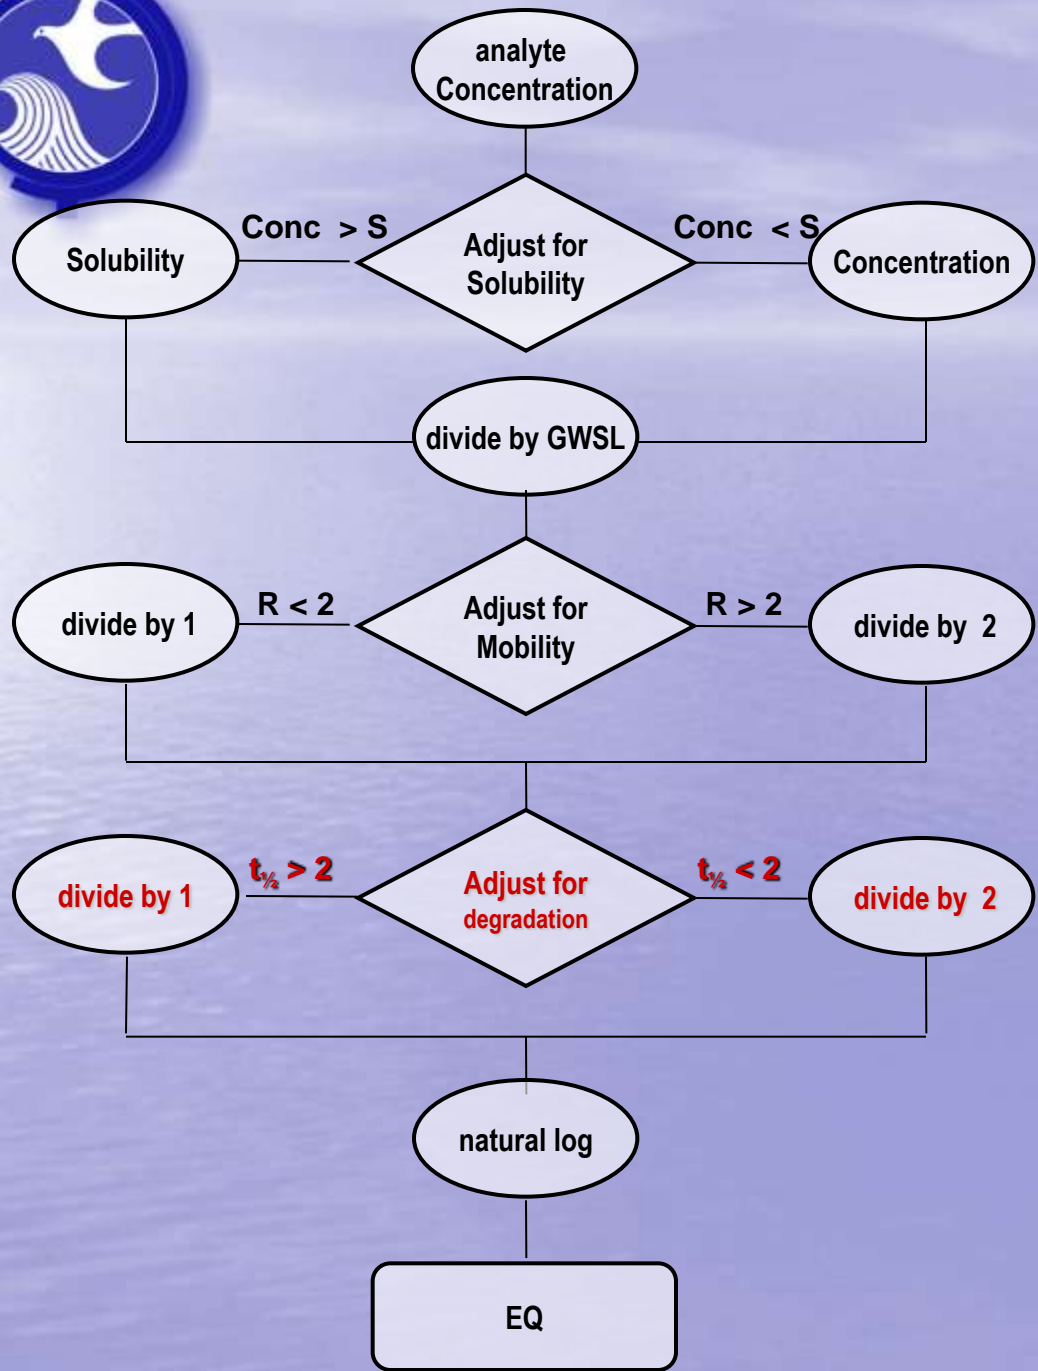 analyte
Concentration
Conc > S
Conc < S
Solubility
Adjust for
Solubility
Concentration
divide by GWSL
R < 2
R > 2
divide by 1
Adjust for
Mobility
divide by 2
t½ > 2
t½ < 2
divide by 1
Adjust for
degradation
divide by 2
natural log
EQ